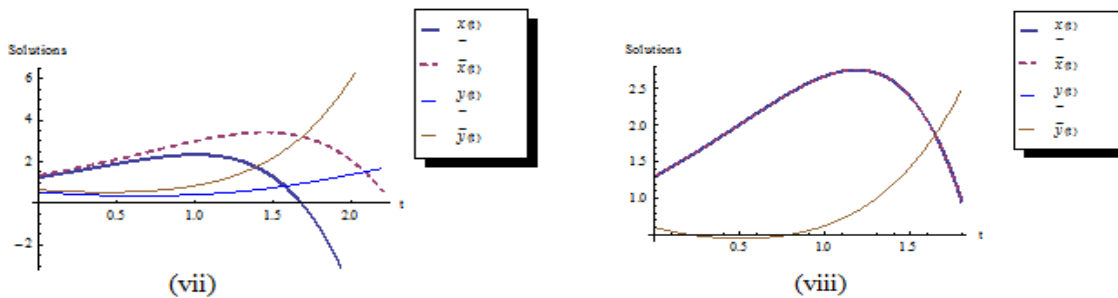 x(t)
x̄(t)
y(t)
ȳ(t)
Solutions
6
4
2
−2
0.5
1.0
1.5
2.0
t
(vii)
x(t)
x̄(t)
y(t)
ȳ(t)
Solutions
2.5
2.0
1.5
1.0
0.5
1.0
1.5
t
(viii)